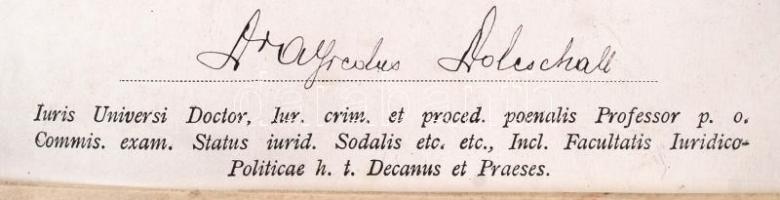 Dr Alfredus Doleschall
Iuris Universi Doctor, Iur. crim. et proced. poenalis Professor p. o.
Commis. exam. Status iurid. Sodalis etc. etc., Incl. Facultatis Iuridico-
Politicae h. t. Decanus et Praeses.